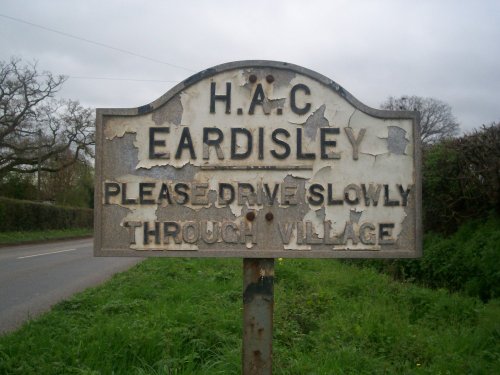 H.A.C
EARDISLEY
PLEASE DRIVE SLOWLY
THROUGH VILLAGE